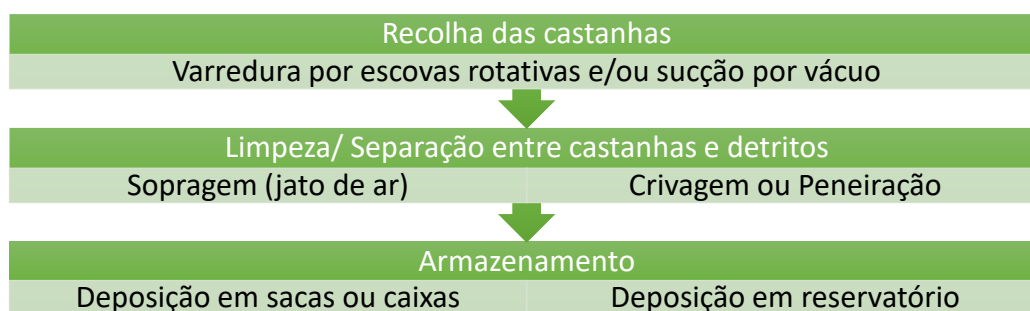 Recolha das castanhas
Varredura por escovas rotativas e/ou sucção por vácuo
Limpeza/ Separação entre castanhas e detritos
Sopragem (jato de ar)
Crivagem ou Peneiração
Armazenamento
Deposição em sacas ou caixas
Deposição em reservatório